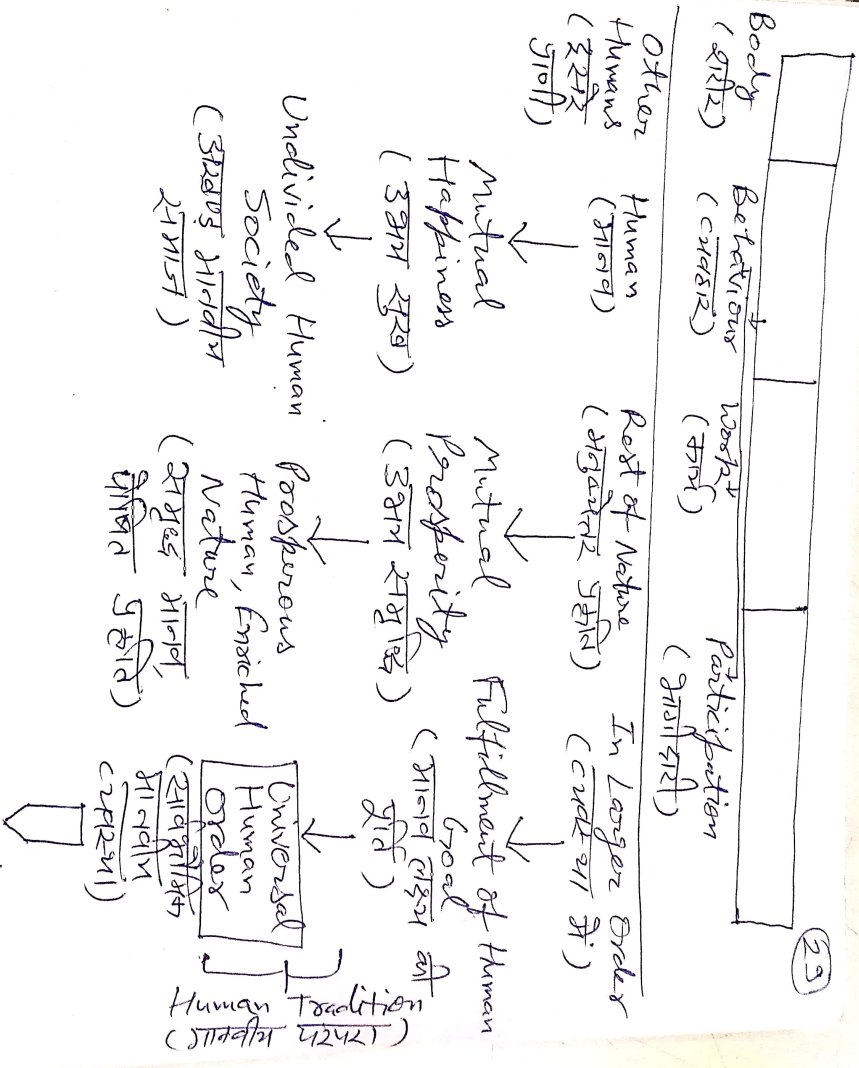 Body
(शरीर)
Behaviour
(व्यवहार)
Work
(कार्य)
Participation
(भागीदारी)
Other
Humans
(दूसरे
प्राणी)
Human
(मानव)
Rest of Nature
(मनुष्येतर प्रकृति)
In Larger Order
(व्यवस्था में)
Mutual
Happiness
(उभय सुख)
Mutual
Prosperity
(उभय समृद्धि)
Fulfillment of Human
Goal
(मानव लक्ष्य की
पूर्ति)
Undivided Human
Society
(अखण्ड मानवीय
समाज)
Prosperous
Human, Enriched
Nature
(समृद्ध मानव,
पोषित प्रकृति)
Universal
Human
Order
(सार्वभौम
मानवीय
व्यवस्था)
Human Tradition
(मानवीय परंपरा)